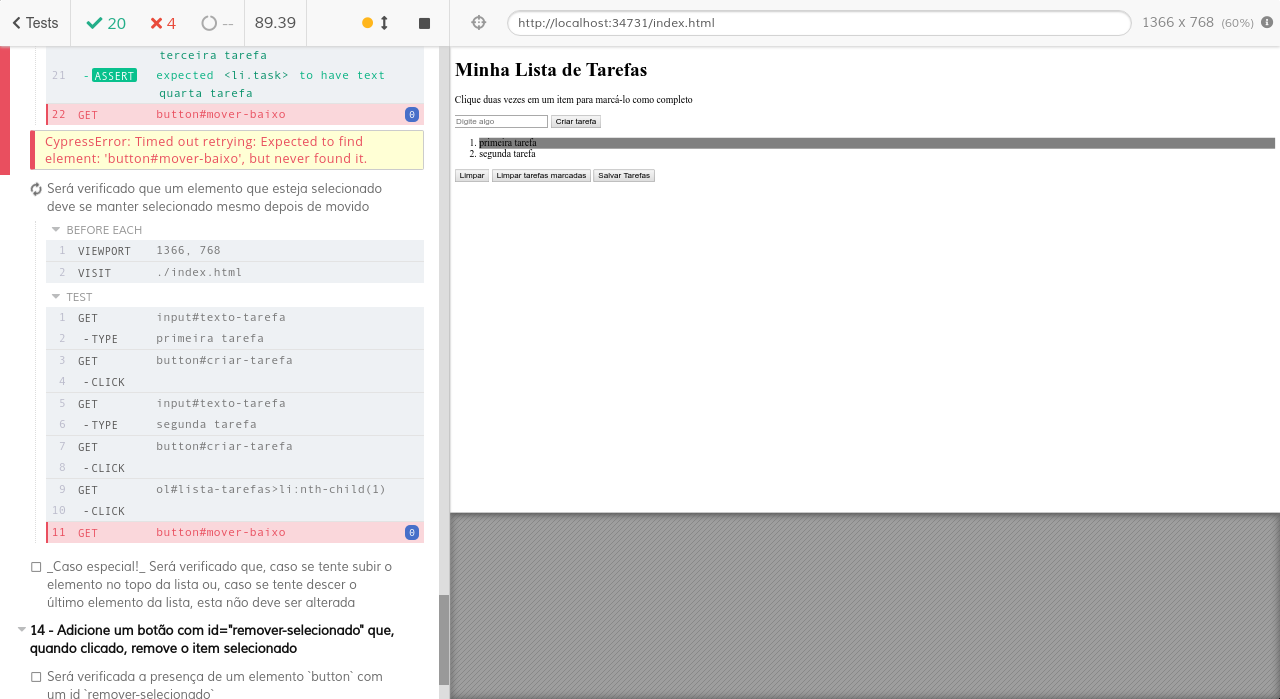 Tests 20 4 -- 89.39 http://localhost:34731/index.html 1366 x 768 (60%)
terceira tarefa
21 -ASSERT expected <li.task> to have text
quarta tarefa
22 GET button#mover-baixo 0
CypressError: Timed out retrying: Expected to find
element: 'button#mover-baixo', but never found it.
Será verificado que um elemento que esteja selecionado
deve se manter selecionado mesmo depois de movido
BEFORE EACH
1 VIEWPORT 1366, 768
2 VISIT ./index.html
TEST
1 GET input#texto-tarefa
2 -TYPE primeira tarefa
3 GET button#criar-tarefa
4 -CLICK
5 GET input#texto-tarefa
6 -TYPE segunda tarefa
7 GET button#criar-tarefa
8 -CLICK
9 GET ol#lista-tarefas>li:nth-child(1)
10 -CLICK
11 GET button#mover-baixo 0
_Caso especial!_ Será verificado que, caso se tente subir o
elemento no topo da lista ou, caso se tente descer o
último elemento da lista, esta não deve ser alterada
14 - Adicione um botão com id="remover-selecionado" que,
quando clicado, remove o item selecionado
Será verificada a presença de um elemento `button` com
um id `remover-selecionado`
Minha Lista de Tarefas
Clique duas vezes em um item para marcá-lo como completo
Digite algo Criar tarefa
1. primeira tarefa
2. segunda tarefa
Limpar Limpar tarefas marcadas Salvar Tarefas